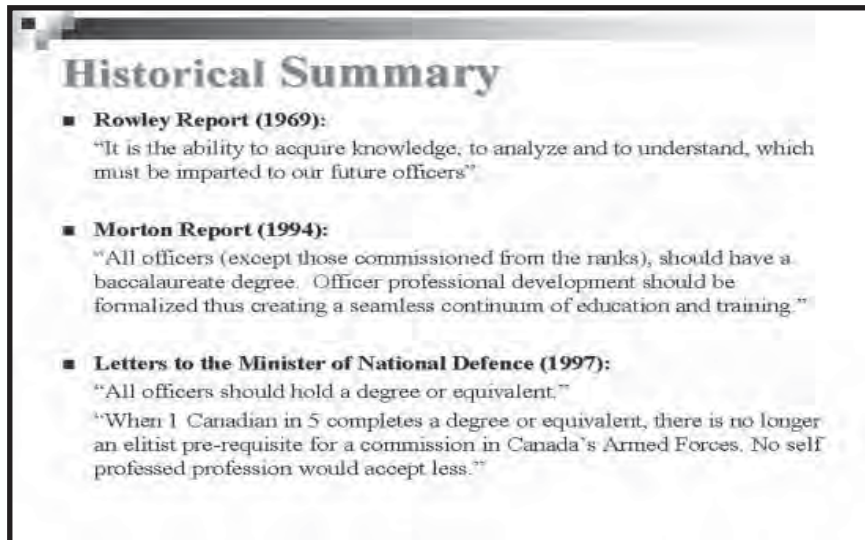 Historical Summary
■ Rowley Report (1969):
“It is the ability to acquire knowledge, to analyze and to understand, which
must be imparted to our future officers”
■ Morton Report (1994):
“All officers (except those commissioned from the ranks), should have a
baccalaureate degree. Officer professional development should be
formalized thus creating a seamless continuum of education and training.”
■ Letters to the Minister of National Defence (1997):
“All officers should hold a degree or equivalent.”
“When 1 Canadian in 5 completes a degree or equivalent, there is no longer
an elitist pre-requisite for a commission in Canada’s Armed Forces. No self
professed profession would accept less.”